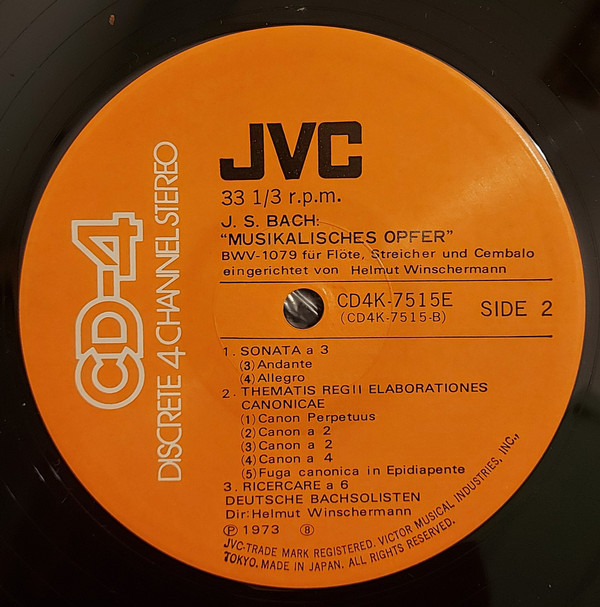 CD-4
DISCRETE 4 CHANNEL STEREO
JVC
33 1/3 r.p.m.
J. S. BACH:
"MUSIKALISCHES OPFER"
BWV-1079 für Flöte, Streicher und Cembalo
eingerichtet von Helmut Winschermann
CD4K-7515E
(CD4K-7515-B)
SIDE 2
1. SONATA a 3
(3) Andante
(4) Allegro
2. THEMATIS REGII ELABORATIONES
CANONICAE
(1) Canon Perpetuus
(2) Canon a 2
(3) Canon a 2
(4) Canon a 4
(5) Fuga canonica in Epidiapente
3. RICERCARE a 6
DEUTSCHE BACHSOLISTEN
Dir: Helmut Winschermann
Ⓟ 1973 ⑧
JVC-TRADE MARK REGISTERED. VICTOR MUSICAL INDUSTRIES, INC.,
TOKYO. MADE IN JAPAN. ALL RIGHTS RESERVED.